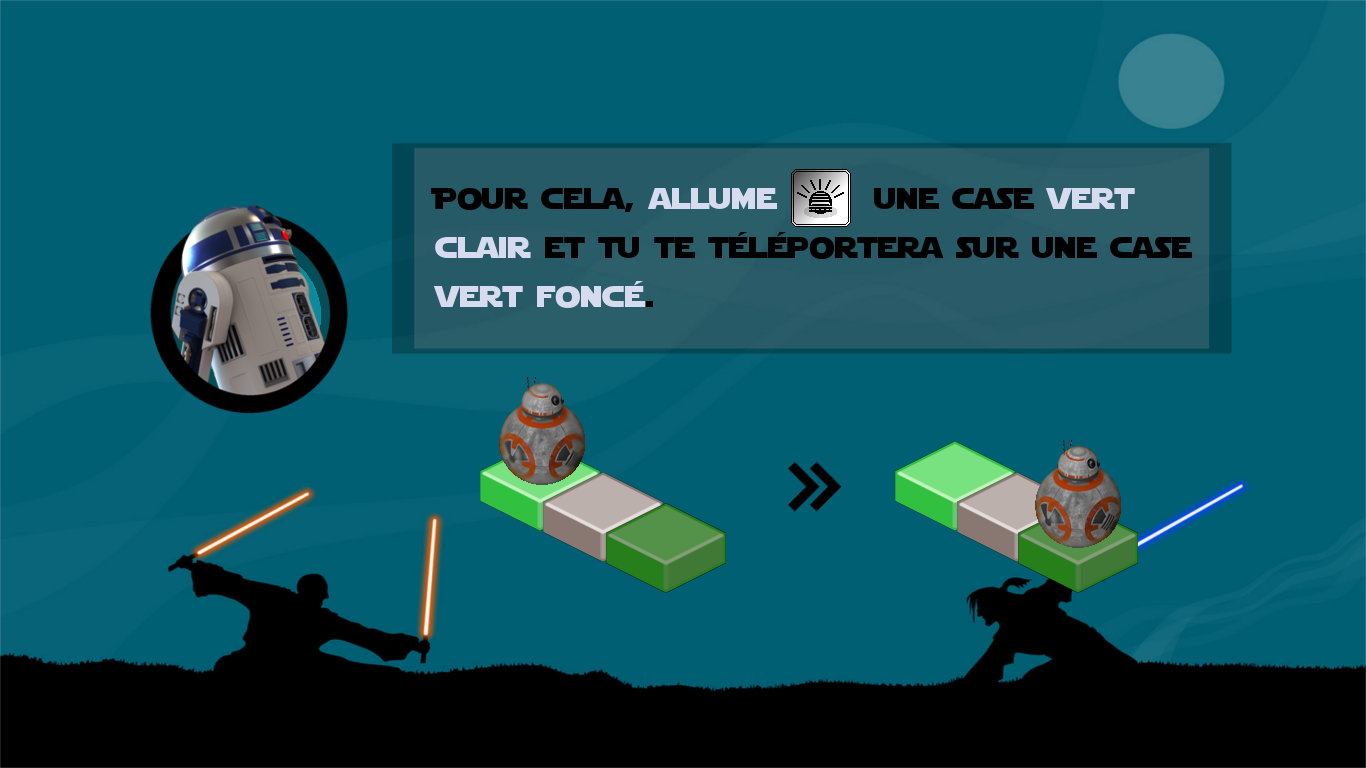 Pour cela, allume une case vert
clair et tu te téléportera sur une case
vert foncé.